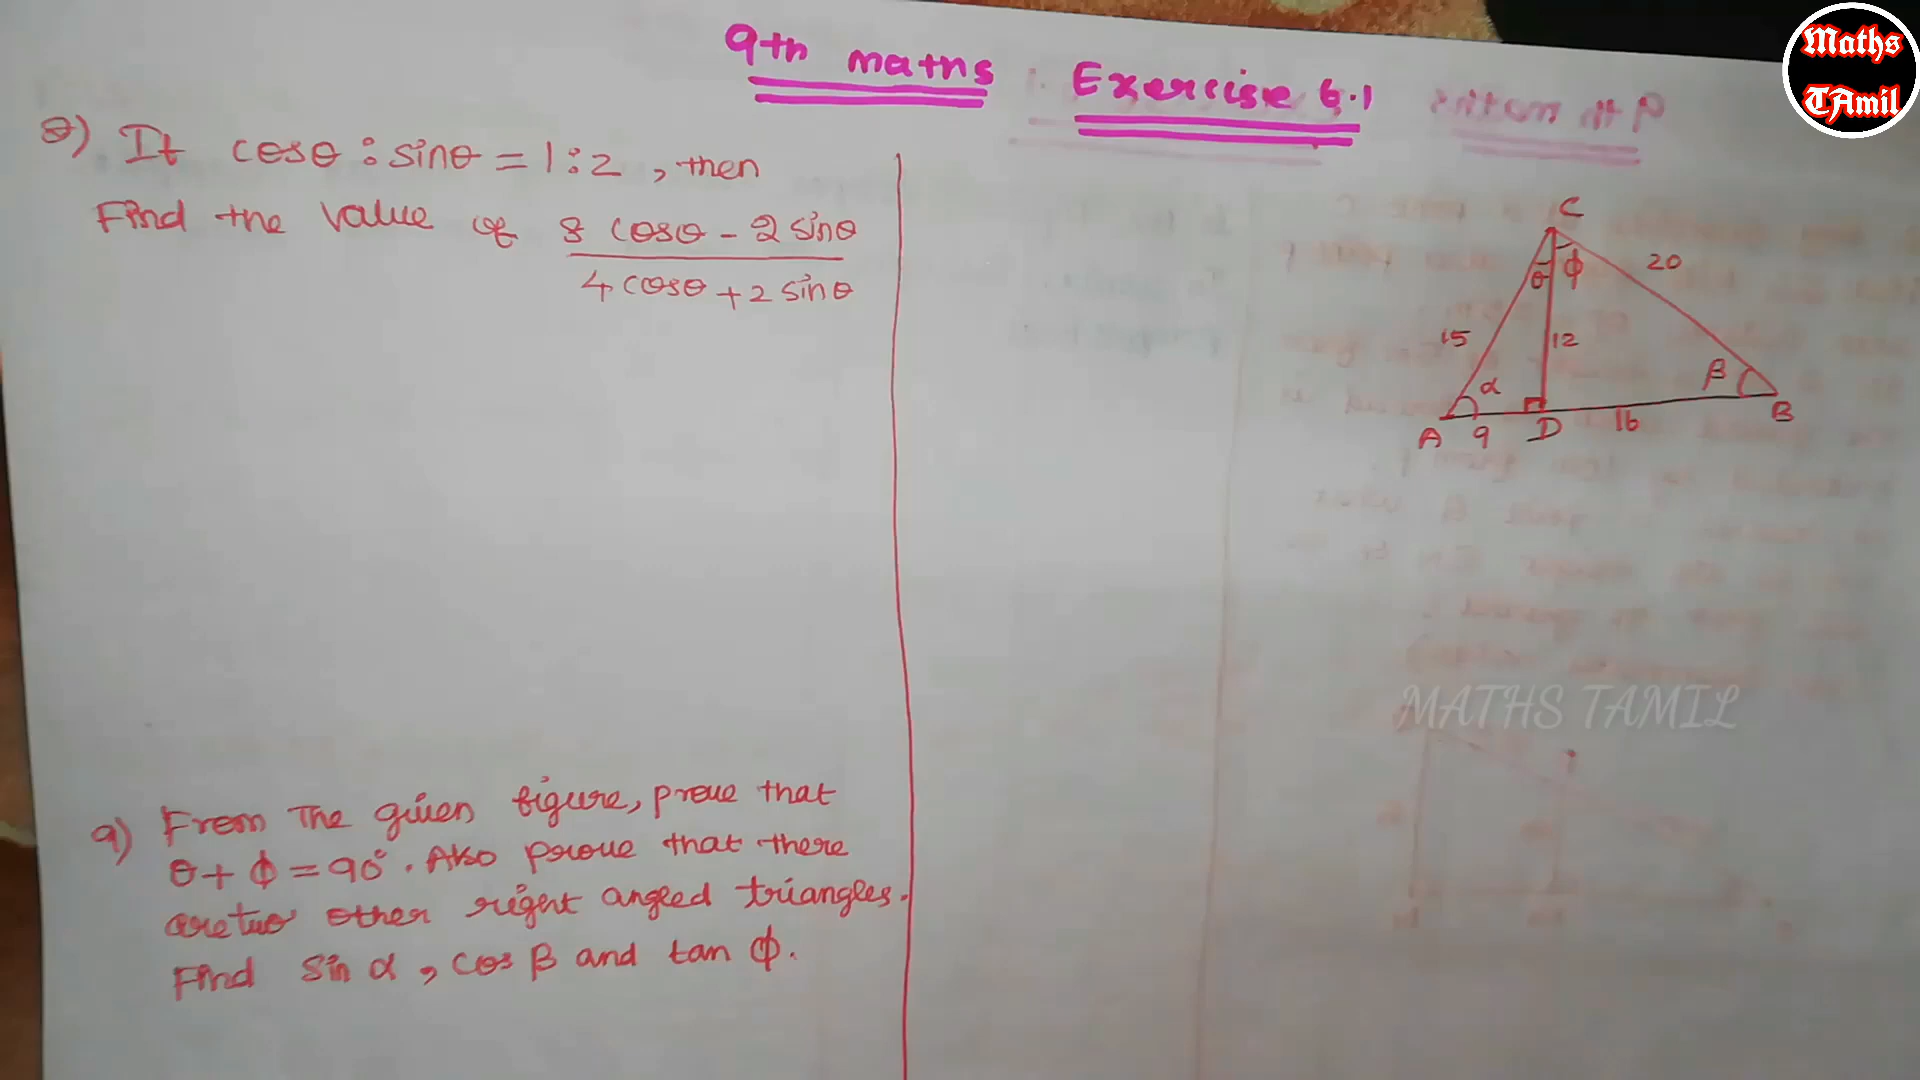 9th maths Exercise 6.1
Maths
TAmil
8) If cosθ : sinθ = 1:2, then
Find the value of 8 cosθ - 2 sinθ
4 cosθ + 2 sinθ
C
θ ϕ 20
15 12
α β
A 9 D 16 B
MATHS TAMIL
9) From The given figure, prove that
θ + ϕ = 90°. Also prove that there
are two other right angled triangles.
Find sin α, cos β and tan ϕ.